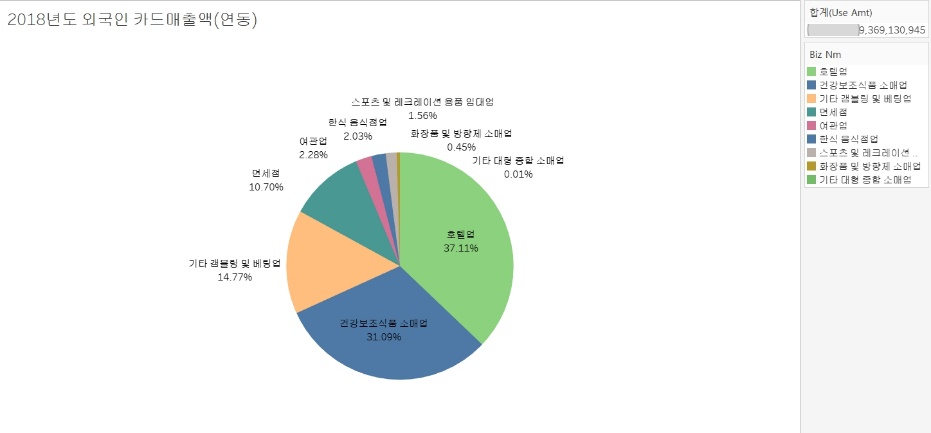 2018년도 외국인 카드매출액(연동)
합계(Use Amt)
9,369,130,945
Biz Nm
호텔업
건강보조식품 소매업
기타 갬블링 및 베팅업
면세점
여관업
한식 음식점업
스포츠 및 레크레이션 ..
화장품 및 방향제 소매업
기타 대형 종합 소매업
스포츠 및 레크레이션 용품 임대업
1.56%
한식 음식점업
2.03%
화장품 및 방향제 소매업
0.45%
여관업
2.28%
기타 대형 종합 소매업
0.01%
면세점
10.70%
호텔업
37.11%
기타 갬블링 및 베팅업
14.77%
건강보조식품 소매업
31.09%